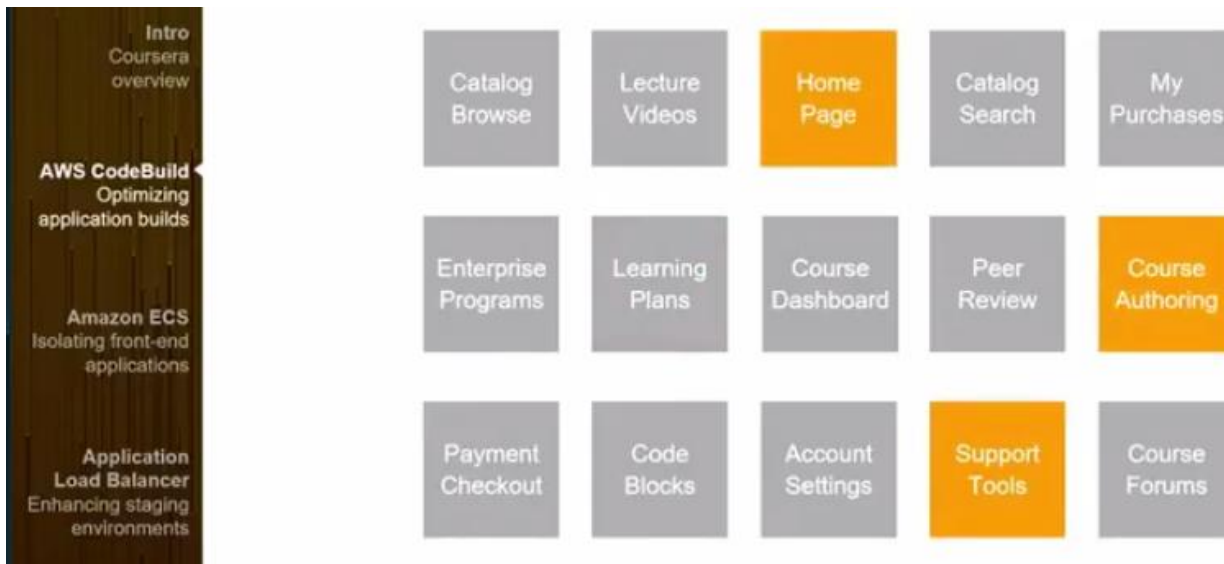 Intro
Coursera
overview
AWS CodeBuild
Optimizing
application builds
Amazon ECS
Isolating front-end
applications
Application
Load Balancer
Enhancing staging
environments
Catalog
Browse
Lecture
Videos
Home
Page
Catalog
Search
My
Purchases
Enterprise
Programs
Learning
Plans
Course
Dashboard
Peer
Review
Course
Authoring
Payment
Checkout
Code
Blocks
Account
Settings
Support
Tools
Course
Forums